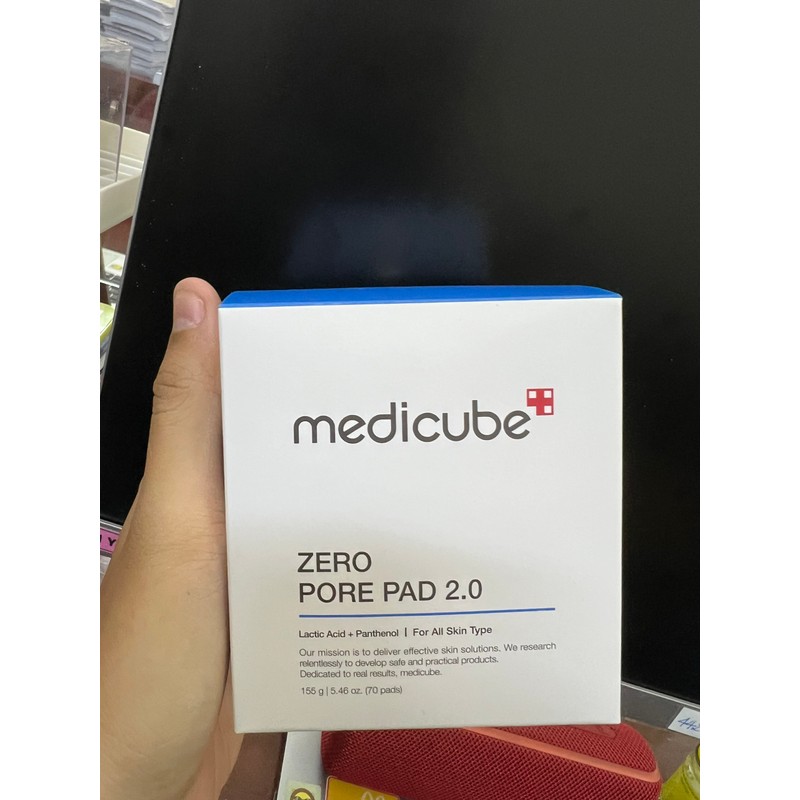 medicube
ZERO
PORE PAD 2.0
Lactic Acid + Panthenol | For All Skin Type
Our mission is to deliver effective skin solutions. We research
relentlessly to develop safe and practical products.
Dedicated to real results, medicube.
155 g | 5.46 oz. (70 pads)